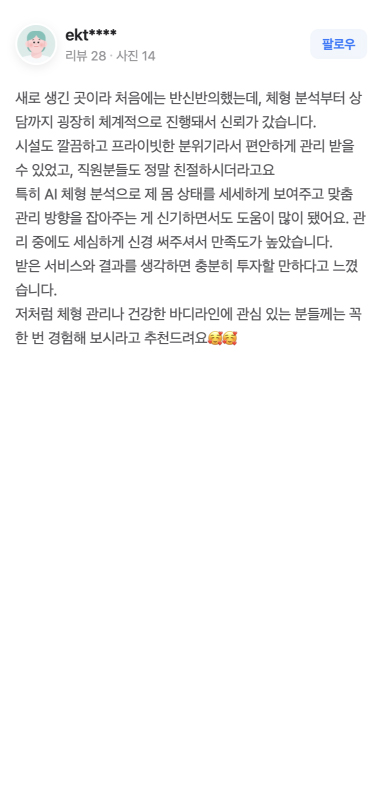 ekt****
리뷰 28 · 사진 14
팔로우
새로 생긴 곳이라 처음에는 반신반의했는데, 체형 분석부터 상
담까지 굉장히 체계적으로 진행돼서 신뢰가 갔습니다.
시설도 깔끔하고 프라이빗한 분위기라서 편안하게 관리 받을
수 있었고, 직원분들도 정말 친절하시더라고요
특히 AI 체형 분석으로 제 몸 상태를 세세하게 보여주고 맞춤
관리 방향을 잡아주는 게 신기하면서도 도움이 많이 됐어요. 관
리 중에도 세심하게 신경 써주셔서 만족도가 높았습니다.
받은 서비스와 결과를 생각하면 충분히 투자할 만하다고 느꼈
습니다.
저처럼 체형 관리나 건강한 바디라인에 관심 있는 분들께는 꼭
한 번 경험해 보시라고 추천드려요🥰🥰